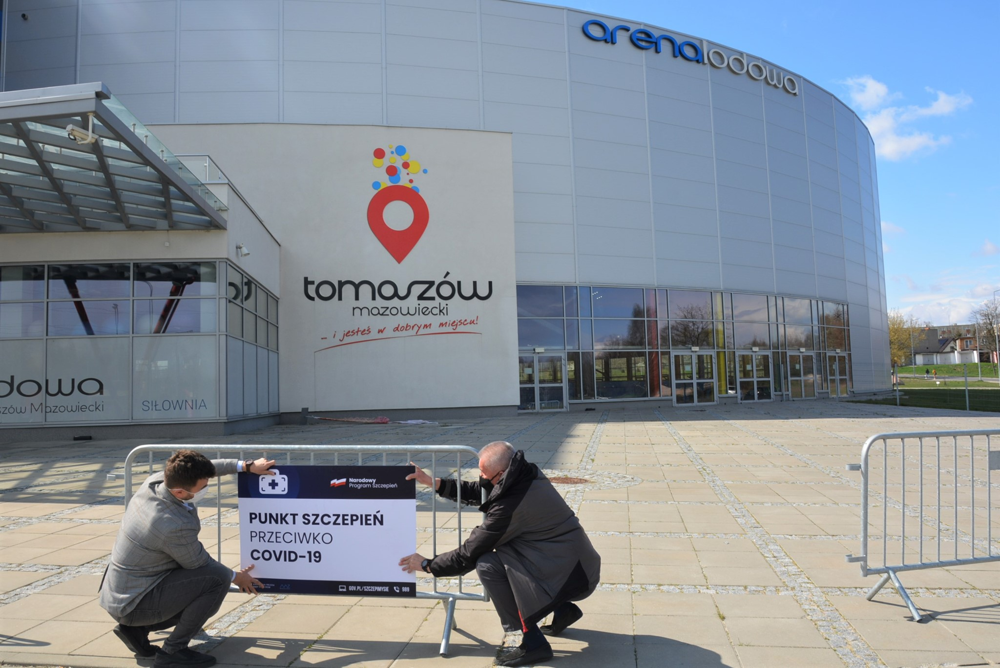 arenalodowa
tomaszów
mazowiecki
... i jesteś w dobrym miejscu!
dowa
szów Mazowiecki
SIŁOWNIA
Narodowy
Program Szczepień
PUNKT SZCZEPIEŃ
PRZECIWKO
COVID-19
GOV.PL/SZCZEPIMYSIE 989